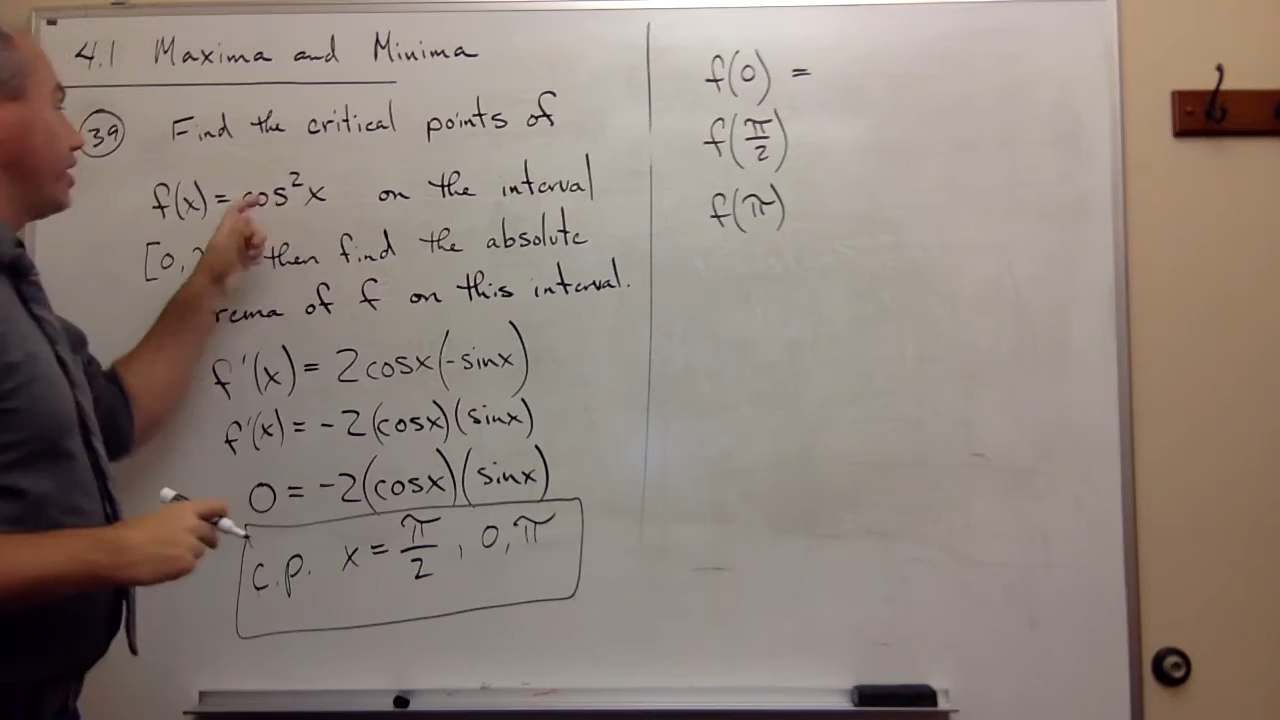 4.1 Maxima and Minima
39 Find the critical points of
f(x) = cos²x on the interval
[0, then find the absolute
rema of f on this interval.
f'(x) = 2cosx(-sinx)
f'(x) = -2(cosx)(sinx)
0 = -2(cosx)(sinx)
c.p. x = π/2, 0, π
f(0) =
f(π/2)
f(π)